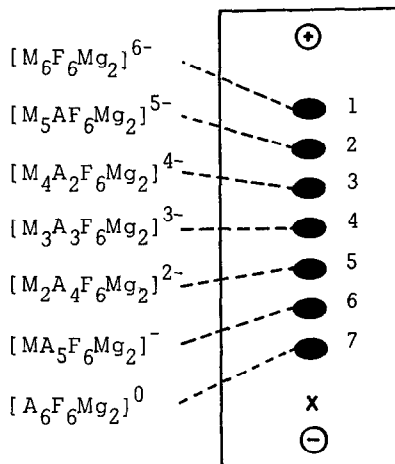 ⊕
[M₆F₆Mg₂]⁶⁻ 1
[M₅AF₆Mg₂]⁵⁻ 2
[M₄A₂F₆Mg₂]⁴⁻ 3
[M₃A₃F₆Mg₂]³⁻ 4
[M₂A₄F₆Mg₂]²⁻ 5
[MA₅F₆Mg₂]⁻ 6
[A₆F₆Mg₂]⁰ 7
x
⊖